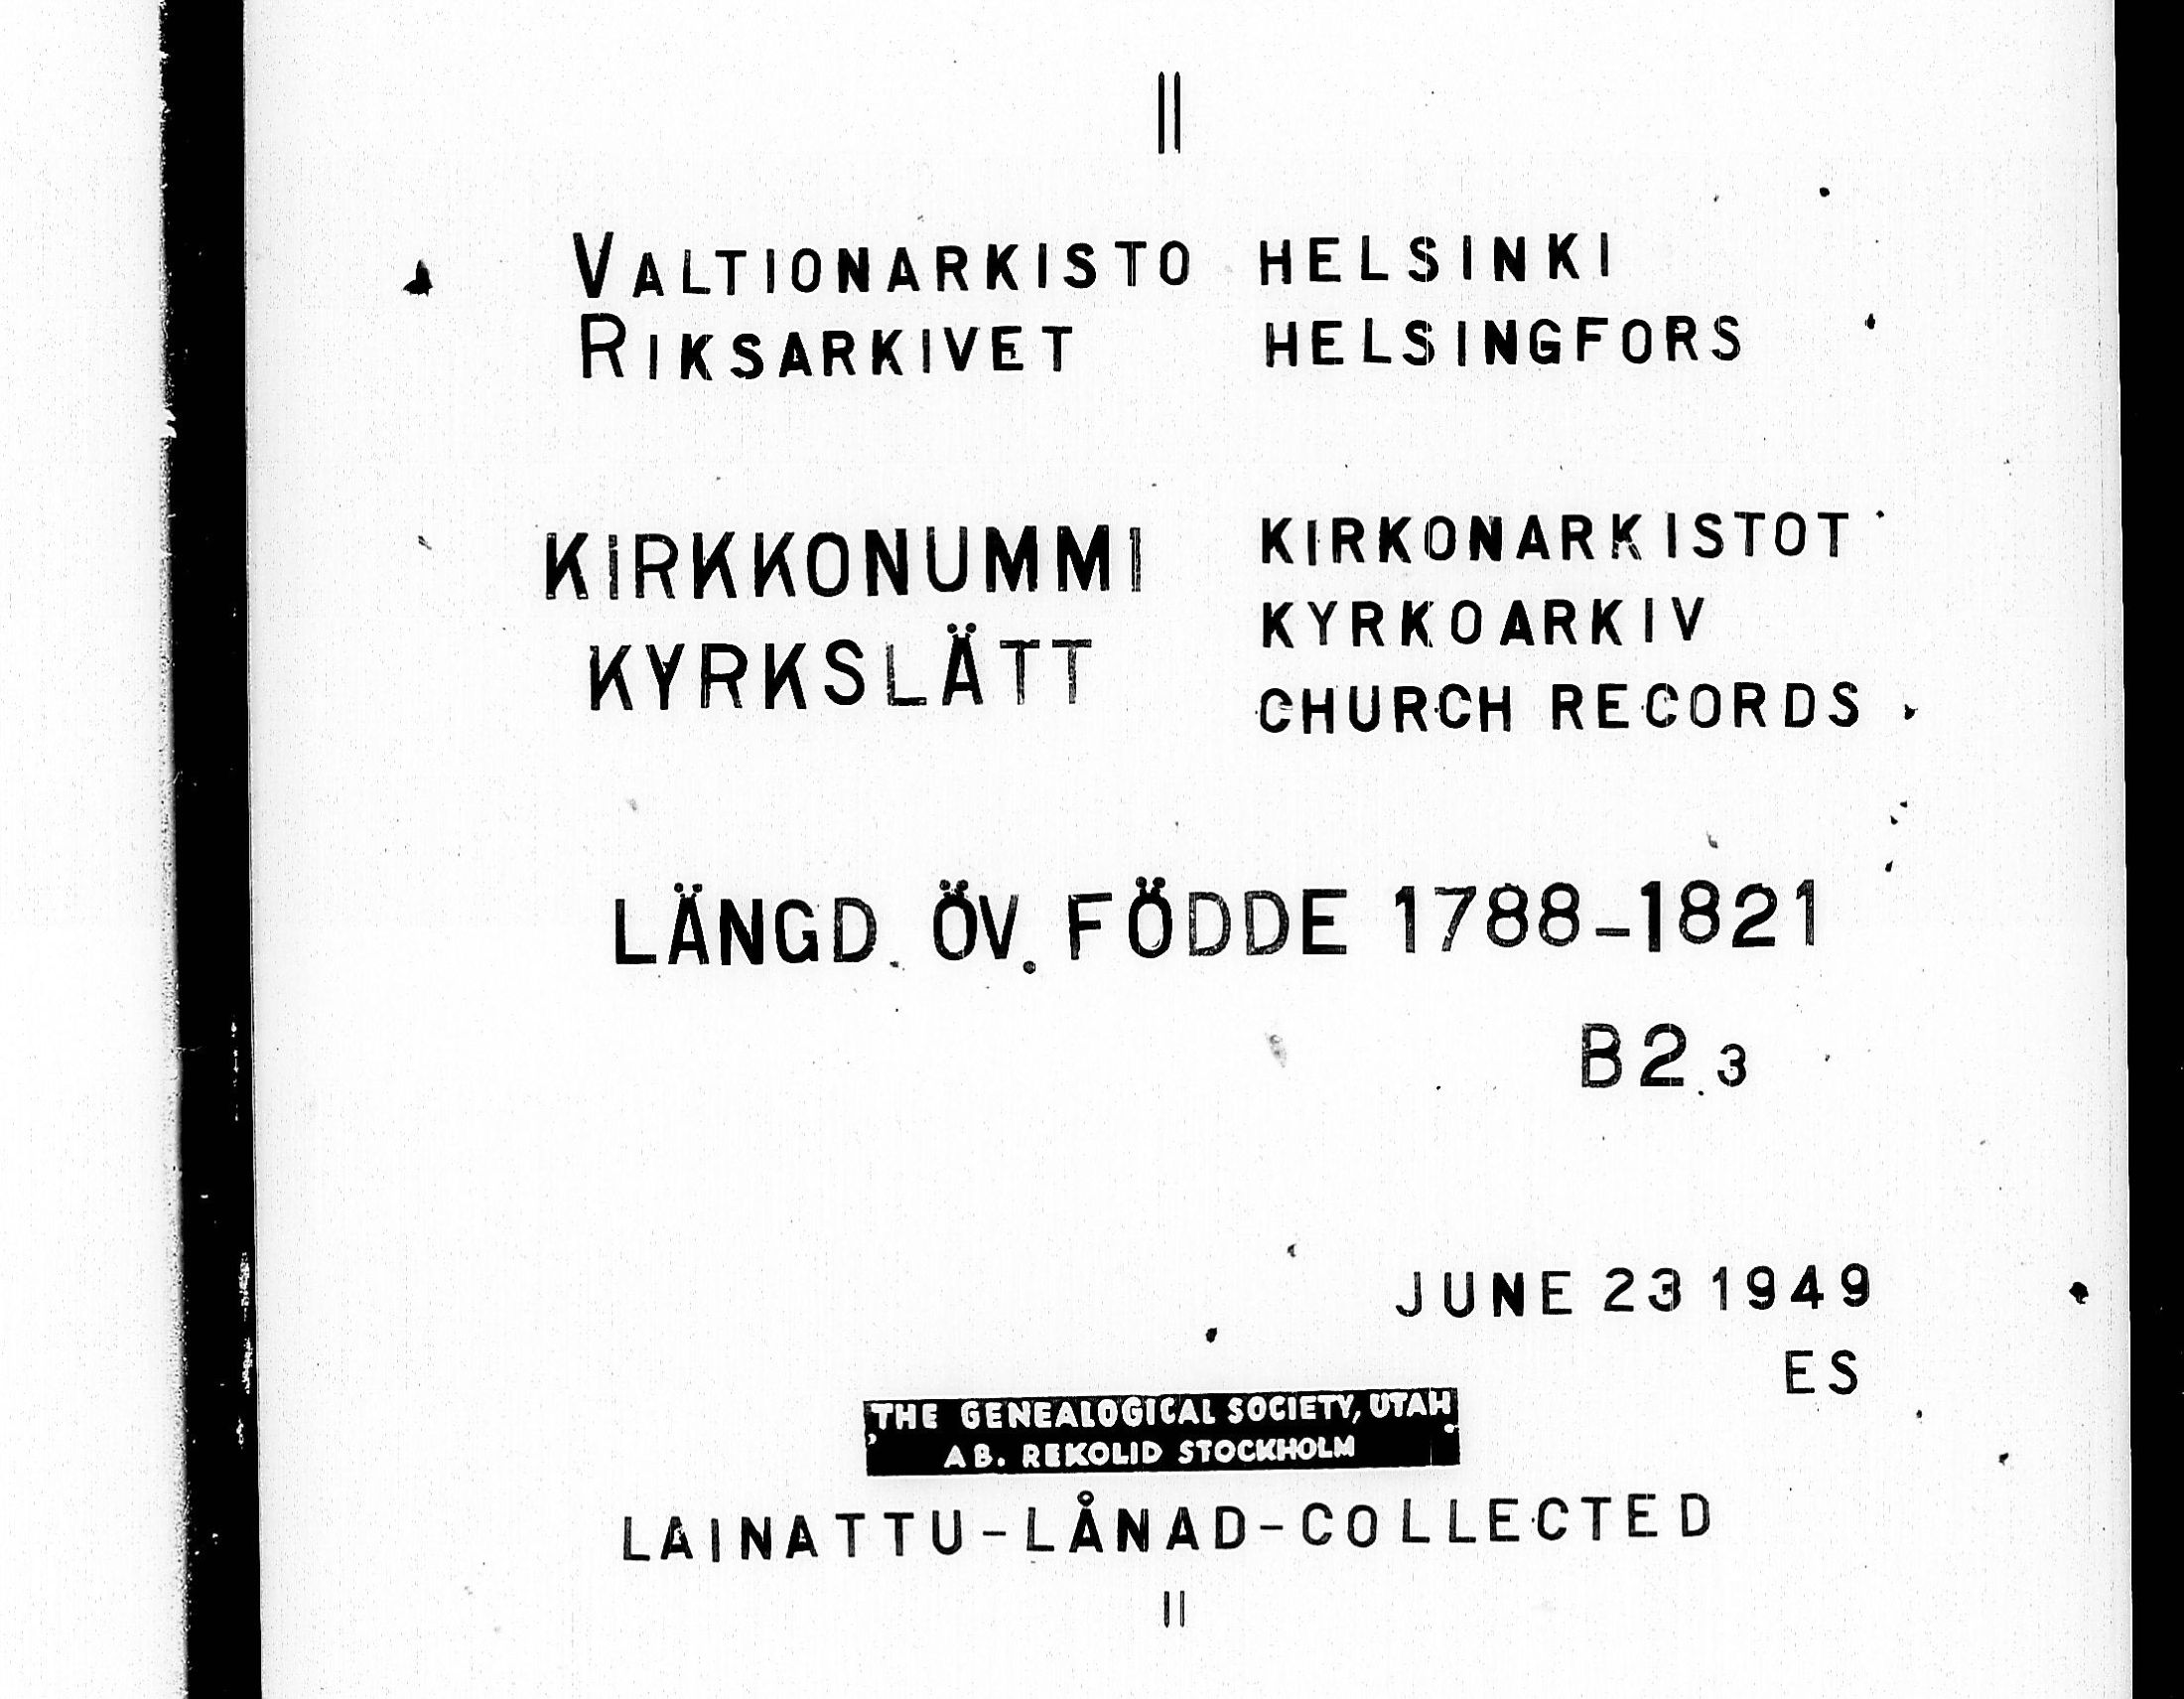 ||
VALTIONARKISTO HELSINKI
RIKSARKIVET HELSINGFORS
KIRKKONUMMI
KYRKSLÄTT
KIRKONARKISTOT
KYRKOARKIV
CHURCH RECORDS
LÄNGD. ÖV. FÖDDE 1788-1821
B2.3
JUNE 23 1949
ES
THE GENEALOGICAL SOCIETY, UTAH
AB. REKOLID STOCKHOLM
LAINATTU-LÅNAD-COLLECTED
||